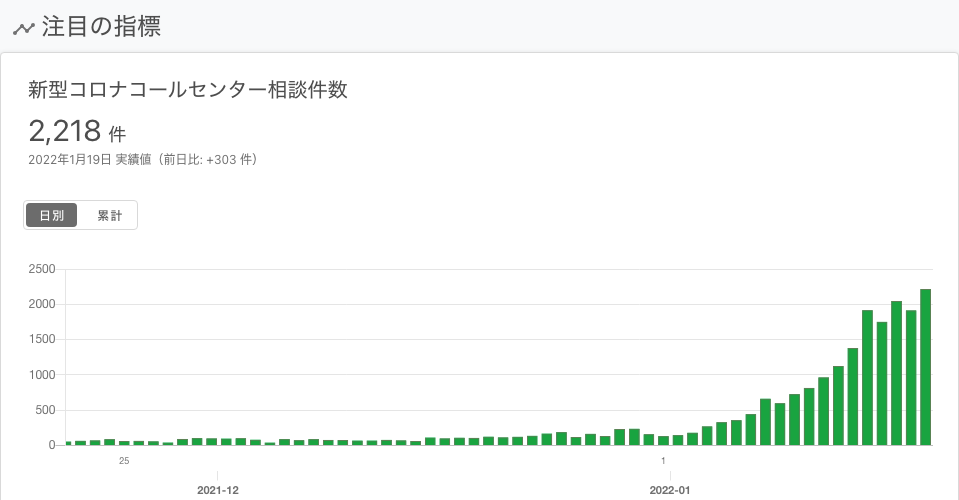 注目の指標
新型コロナコールセンター相談件数
2,218 件
2022年1月19日 実績値（前日比: +303 件）
日別 累計
2500
2000
1500
1000
500
0
25 1
2021-12 2022-01